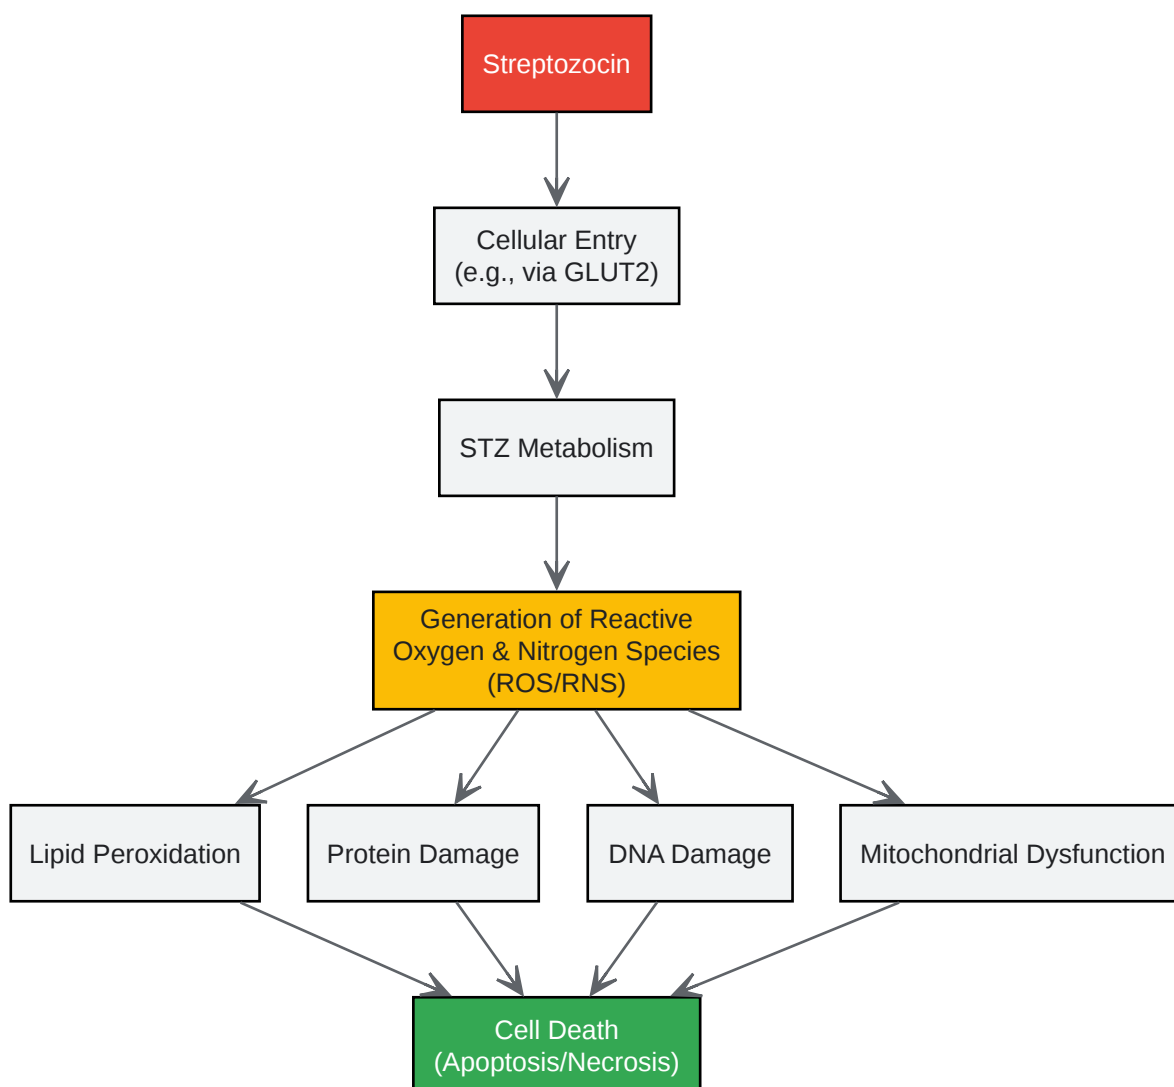 Streptozocin
Cellular Entry
(e.g., via GLUT2)
STZ Metabolism
Generation of Reactive
Oxygen & Nitrogen Species
(ROS/RNS)
Lipid Peroxidation
Protein Damage
DNA Damage
Mitochondrial Dysfunction
Cell Death
(Apoptosis/Necrosis)